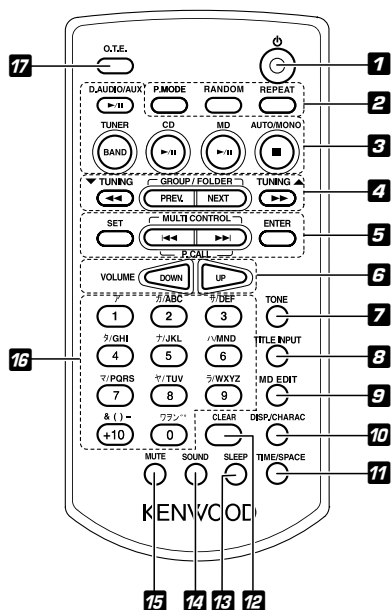 O.T.E.
17
1
D.AUDIO/AUX P.MODE RANDOM REPEAT
►/II
2
TUNER CD MD AUTO/MONO
BAND ►/II ►/II ■
3
▼ TUNING GROUP / FOLDER TUNING ▲
◄◄ PREV. NEXT ►►
4
SET MULTI CONTROL ENTER
I◄◄ ►►I
5
P.CALL
VOLUME DOWN UP
6
ア カ/ABC サ/DEF TONE
1 2 3
7
16
タ/GHI ナ/JKL ハ/MNO TITLE INPUT
4 5 6
8
マ/PQRS ヤ/TUV ラ/WXYZ MD EDIT
7 8 9
9
& ( ) - ワヲン゛゜ CLEAR DISP./CHARAC
+10 0
10
MUTE SOUND SLEEP TIME/SPACE
11
KENWOOD
15 14 13 12